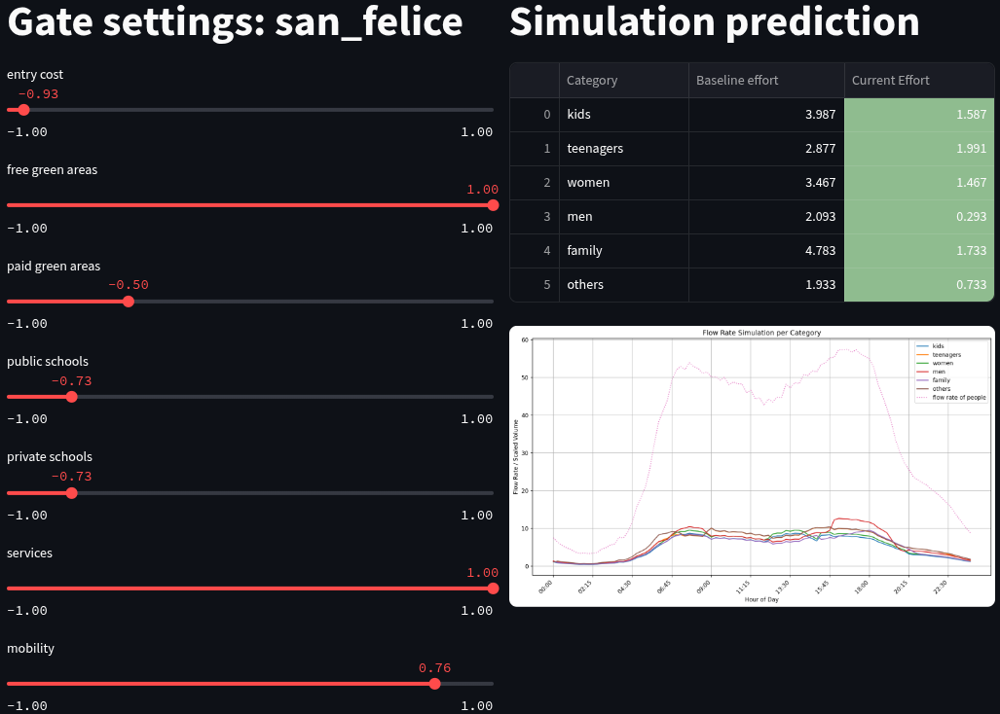 Gate settings: san_felice
entry cost
-0.93
-1.00 1.00
free green areas
1.00
-1.00 1.00
paid green areas
-0.50
-1.00 1.00
public schools
-0.73
-1.00 1.00
private schools
-0.73
-1.00 1.00
services
1.00
-1.00 1.00
mobility
0.76
-1.00 1.00
Simulation prediction
Category Baseline effort Current Effort
0 kids 3.987 1.587
1 teenagers 2.877 1.991
2 women 3.467 1.467
3 men 2.093 0.293
4 family 4.783 1.733
5 others 1.933 0.733
Flow Rate Simulation per Category
kids
teenagers
women
men
family
others
flow rate of people
Flow Rate / Scaled Volume
60
50
40
30
20
10
0
00:00 02:15 04:30 06:45 09:00 11:15 13:30 15:45 18:00 20:15 22:30
Hour of Day